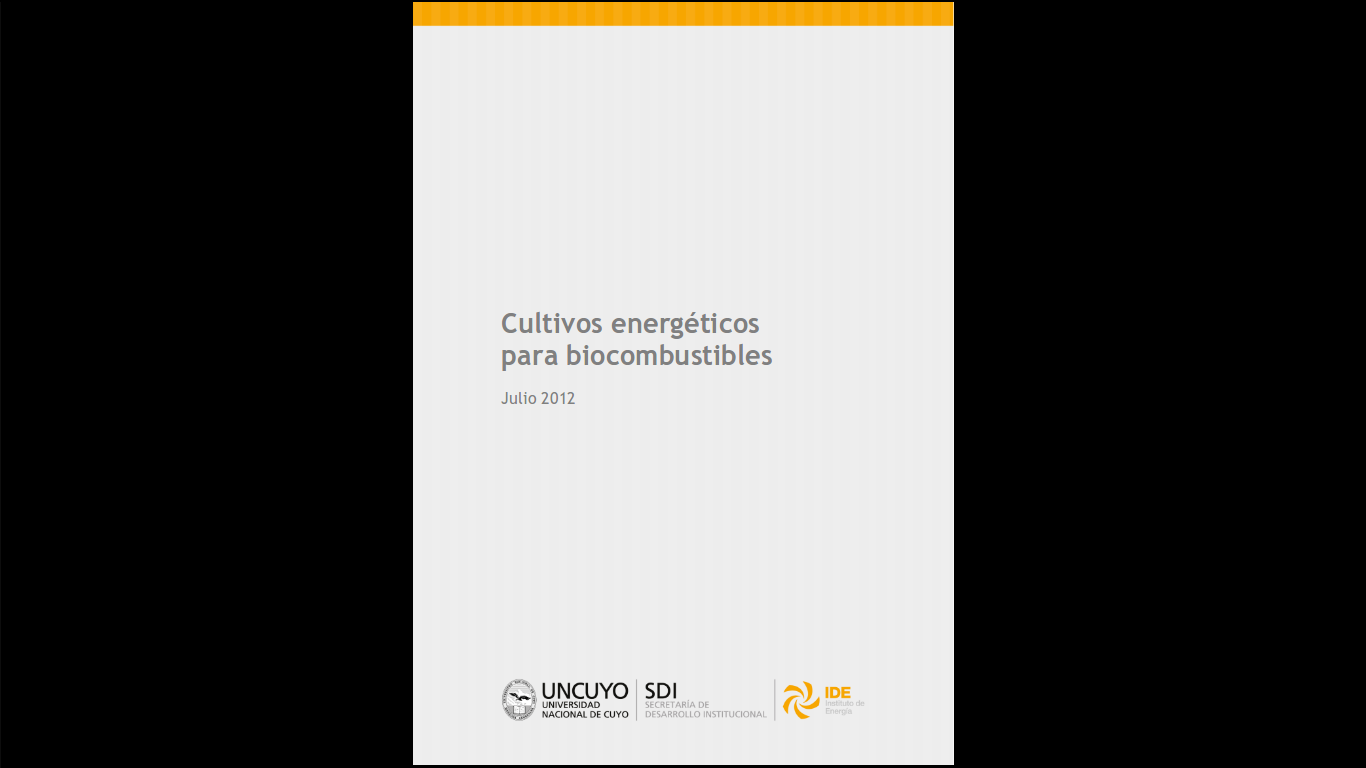 Cultivos energéticos
para biocombustibles
Julio 2012
UNCUYO
UNIVERSIDAD
NACIONAL DE CUYO
SDI
SECRETARÍA DE
DESARROLLO INSTITUCIONAL
IDE
Instituto de
Energía